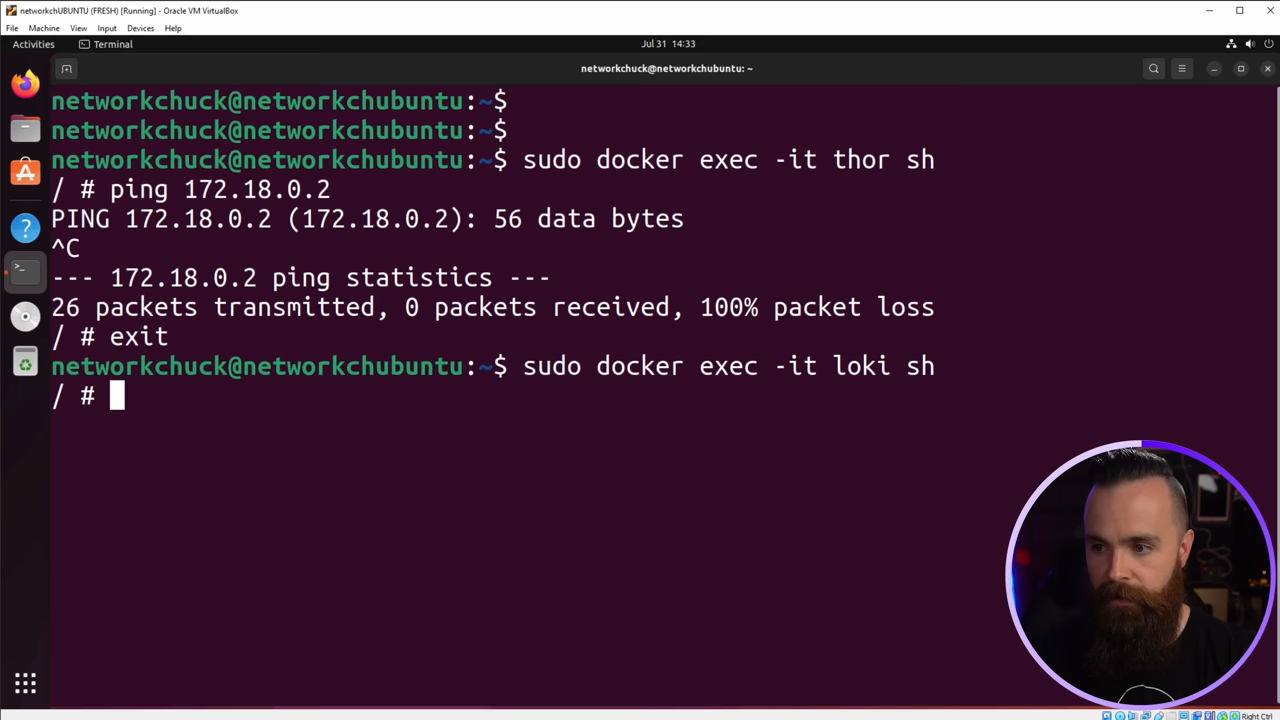 networkchUBUNTU (FRESH) [Running] - Oracle VM VirtualBox
File Machine View Input Devices Help
Activities Terminal Jul 31 14:33
networkchuck@networkchubuntu: ~
networkchuck@networkchubuntu:~$
networkchuck@networkchubuntu:~$
networkchuck@networkchubuntu:~$ sudo docker exec -it thor sh
/ # ping 172.18.0.2
PING 172.18.0.2 (172.18.0.2): 56 data bytes
^C
--- 172.18.0.2 ping statistics ---
26 packets transmitted, 0 packets received, 100% packet loss
/ # exit
networkchuck@networkchubuntu:~$ sudo docker exec -it loki sh
/ #
Right Ctrl